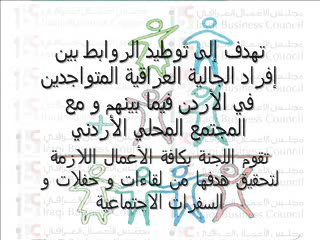 تهدف إلى توطيد الروابط بين
إفراد الجالية العراقية المتواجدين
في الأردن فيما بينهم و مع
المجتمع المحلي الأردني
تقوم اللجنة بكافة الأعمال اللازمة
لتحقيق هدفها من لقاءات و حفلات و
السفرات الاجتماعية